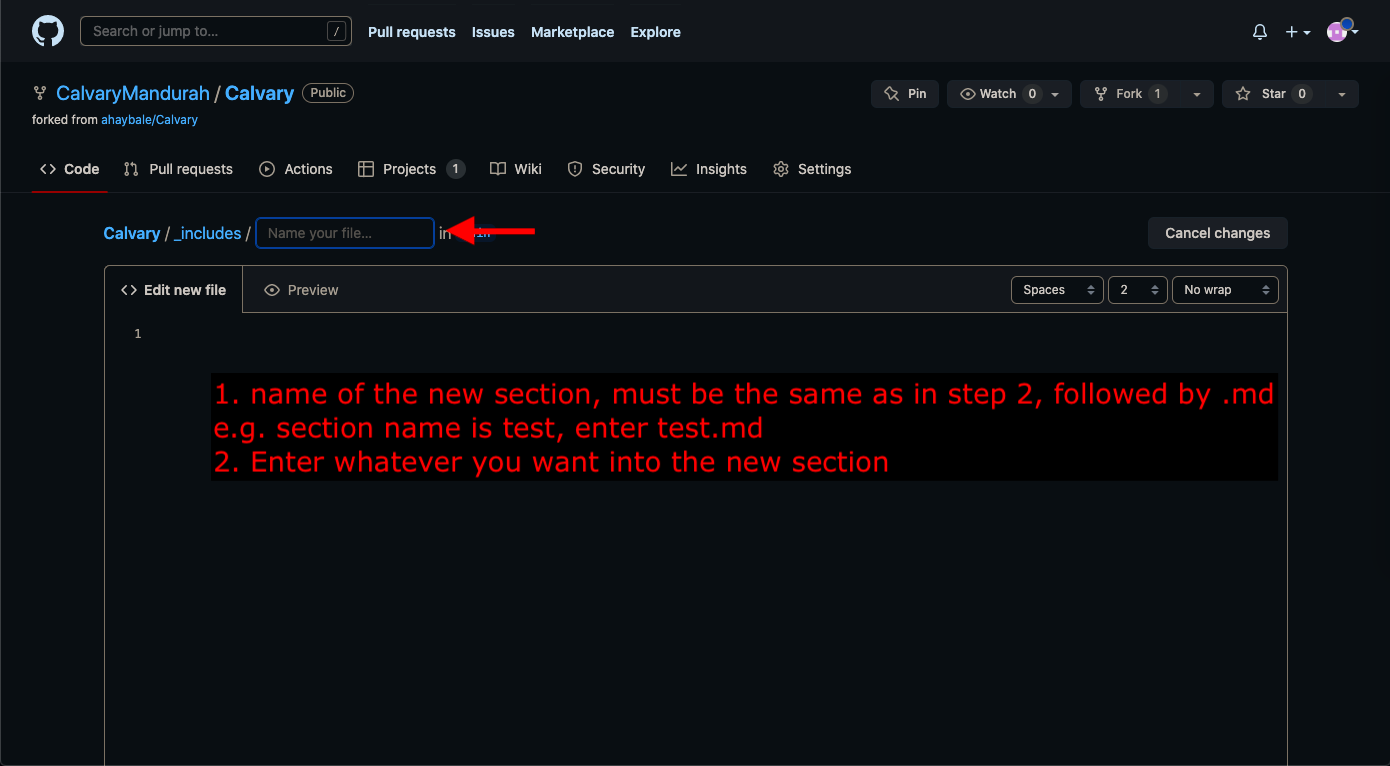 Search or jump to... /
Pull requests Issues Marketplace Explore
CalvaryMandurah / Calvary Public
Pin Watch 0 Fork 1 Star 0
forked from ahaybale/Calvary
Code Pull requests Actions Projects 1 Wiki Security Insights Settings
Calvary / _includes / Name your file... in
Cancel changes
Edit new file Preview Spaces 2 No wrap
1
1. name of the new section, must be the same as in step 2, followed by .md
e.g. section name is test, enter test.md
2. Enter whatever you want into the new section